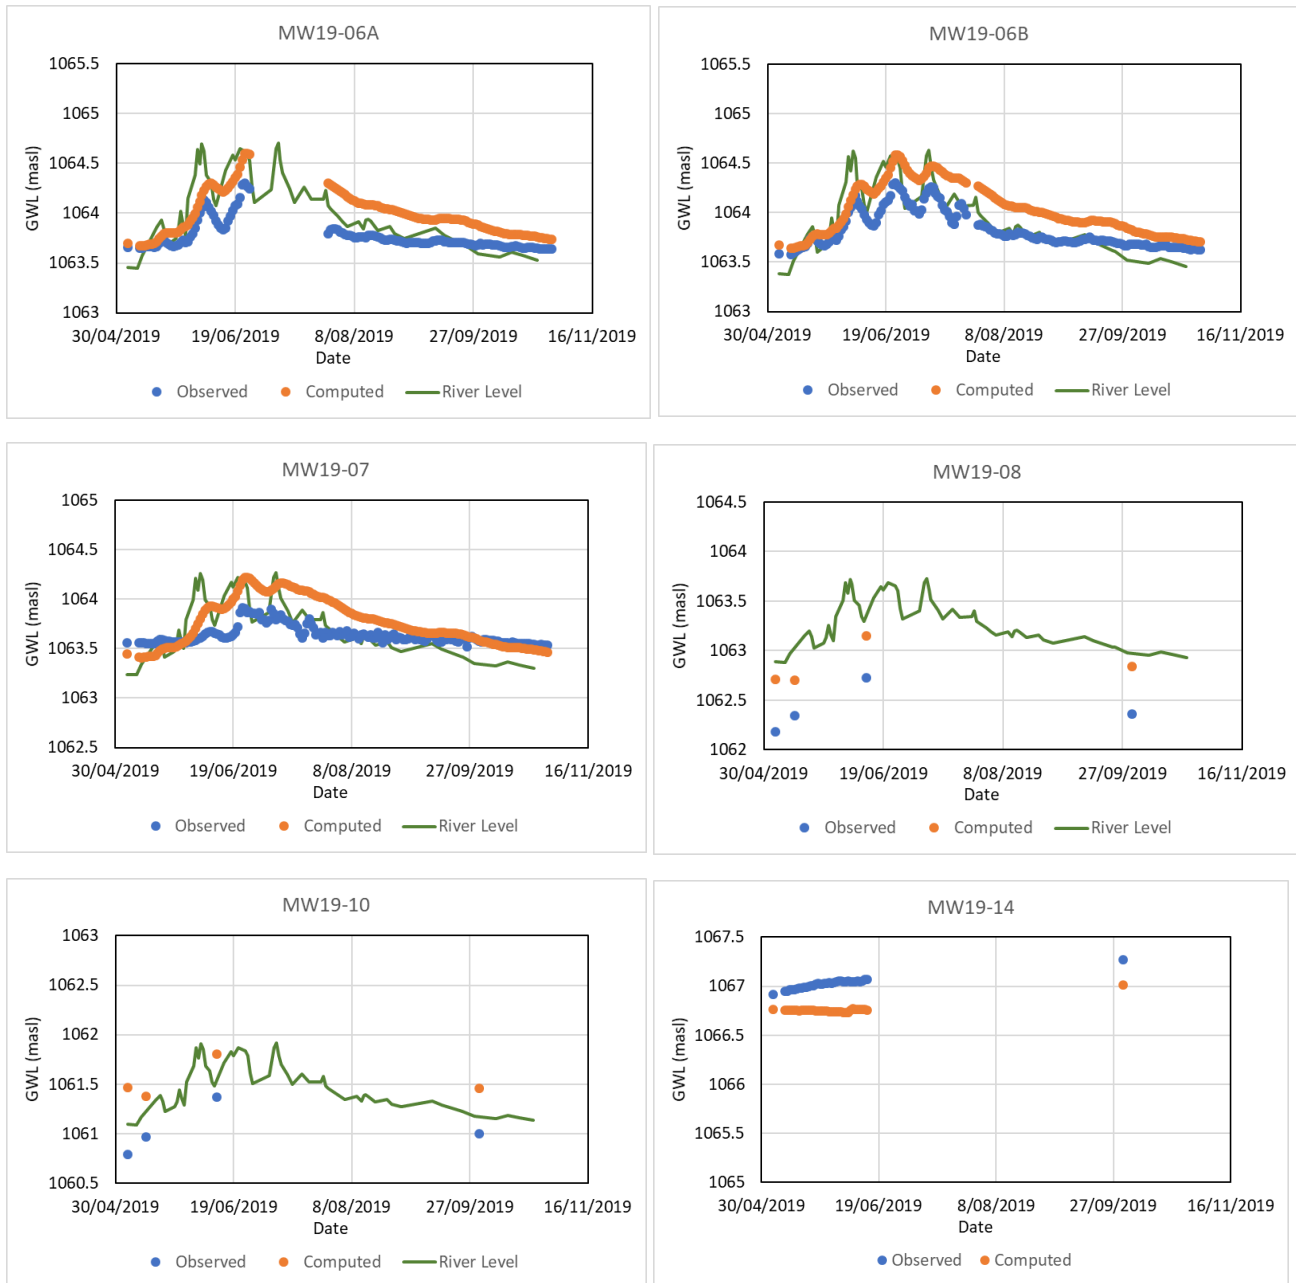 MW19-06A
1065.5
1065
1064.5
1064
1063.5
1063
GWL (masl)
30/04/2019 19/06/2019 8/08/2019 27/09/2019 16/11/2019
Date
Observed Computed River Level
MW19-06B
1065.5
1065
1064.5
1064
1063.5
1063
GWL (masl)
30/04/2019 19/06/2019 8/08/2019 27/09/2019 16/11/2019
Date
Observed Computed River Level
MW19-07
1065
1064.5
1064
1063.5
1063
1062.5
GWL (masl)
30/04/2019 19/06/2019 8/08/2019 27/09/2019 16/11/2019
Date
Observed Computed River Level
MW19-08
1064.5
1064
1063.5
1063
1062.5
1062
GWL (masl)
30/04/2019 19/06/2019 8/08/2019 27/09/2019 16/11/2019
Date
Observed Computed River Level
MW19-10
1063
1062.5
1062
1061.5
1061
1060.5
GWL (masl)
30/04/2019 19/06/2019 8/08/2019 27/09/2019 16/11/2019
Date
Observed Computed River Level
MW19-14
1067.5
1067
1066.5
1066
1065.5
1065
GWL (masl)
30/04/2019 19/06/2019 8/08/2019 27/09/2019 16/11/2019
Date
Observed Computed